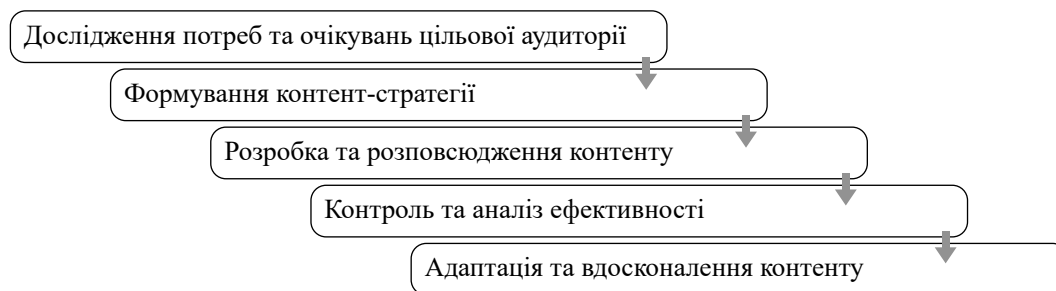 Дослідження потреб та очікувань цільової аудиторії
Формування контент-стратегії
Розробка та розповсюдження контенту
Контроль та аналіз ефективності
Адаптація та вдосконалення контенту